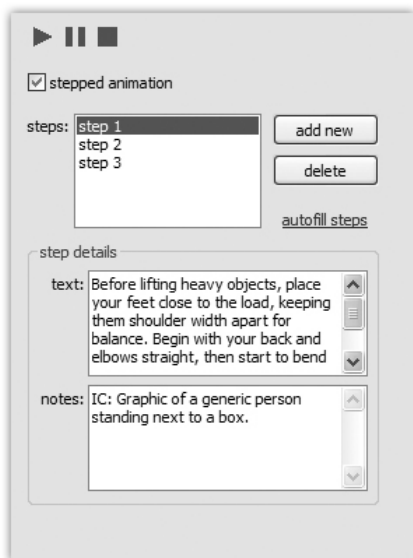 stepped animation
steps:
step 1
step 2
step 3
add new
delete
autofill steps
step details
text:
Before lifting heavy objects, place
your feet close to the load, keeping
them shoulder width apart for
balance. Begin with your back and
elbows straight, then start to bend
notes:
IC: Graphic of a generic person
standing next to a box.